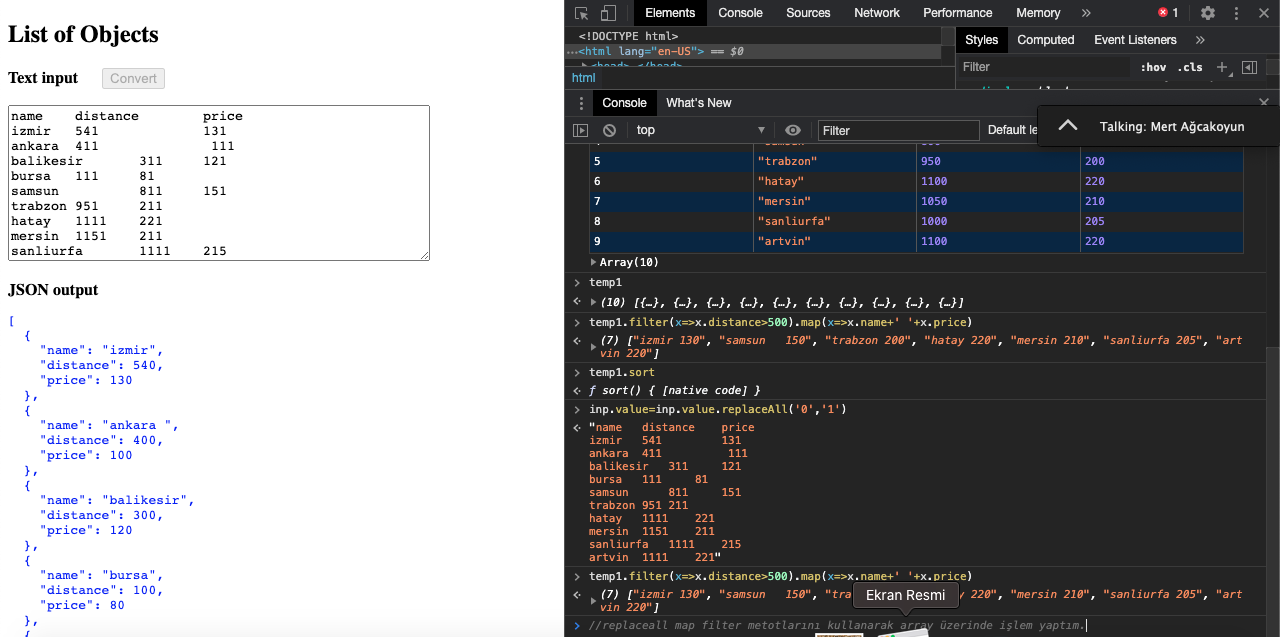 List of Objects
Text input Convert
name distance price
izmir 541 131
ankara 411 111
balikesir 311 121
bursa 111 81
samsun 811 151
trabzon 951 211
hatay 1111 221
mersin 1151 211
sanliurfa 1111 215
JSON output
[
{
"name": "izmir",
"distance": 540,
"price": 130
},
{
"name": "ankara ",
"distance": 400,
"price": 100
},
{
"name": "balikesir",
"distance": 300,
"price": 120
},
{
"name": "bursa",
"distance": 100,
"price": 80
},
{
Elements Console Sources Network Performance Memory » 1
<!DOCTYPE html>
…<html lang="en-US"> == $0
<head>…</head>
html
Styles Computed Event Listeners »
Filter :hov .cls +
Console What's New
top Filter Default le
Talking: Mert Ağcakoyun
5 "trabzon" 950 200
6 "hatay" 1100 220
7 "mersin" 1050 210
8 "sanliurfa" 1000 205
9 "artvin" 1100 220
Array(10)
temp1
(10) [{…}, {…}, {…}, {…}, {…}, {…}, {…}, {…}, {…}, {…}]
temp1.filter(x=>x.distance>500).map(x=>x.name+' '+x.price)
(7) ["izmir 130", "samsun   150", "trabzon 200", "hatay 220", "mersin 210", "sanliurfa 205", "art
vin 220"]
temp1.sort
ƒ sort() { [native code] }
inp.value=inp.value.replaceAll('0','1')
"name distance price
izmir 541 131
ankara 411 111
balikesir 311 121
bursa 111 81
samsun 811 151
trabzon 951 211
hatay 1111 221
mersin 1151 211
sanliurfa 1111 215
artvin 1111 221"
temp1.filter(x=>x.distance>500).map(x=>x.name+' '+x.price)
(7) ["izmir 130", "samsun   150", "tra y 220", "mersin 210", "sanliurfa 205", "art
vin 220"]
Ekran Resmi
//replaceall map filter metotlarını kullanarak array üzerinde işlem yaptım.